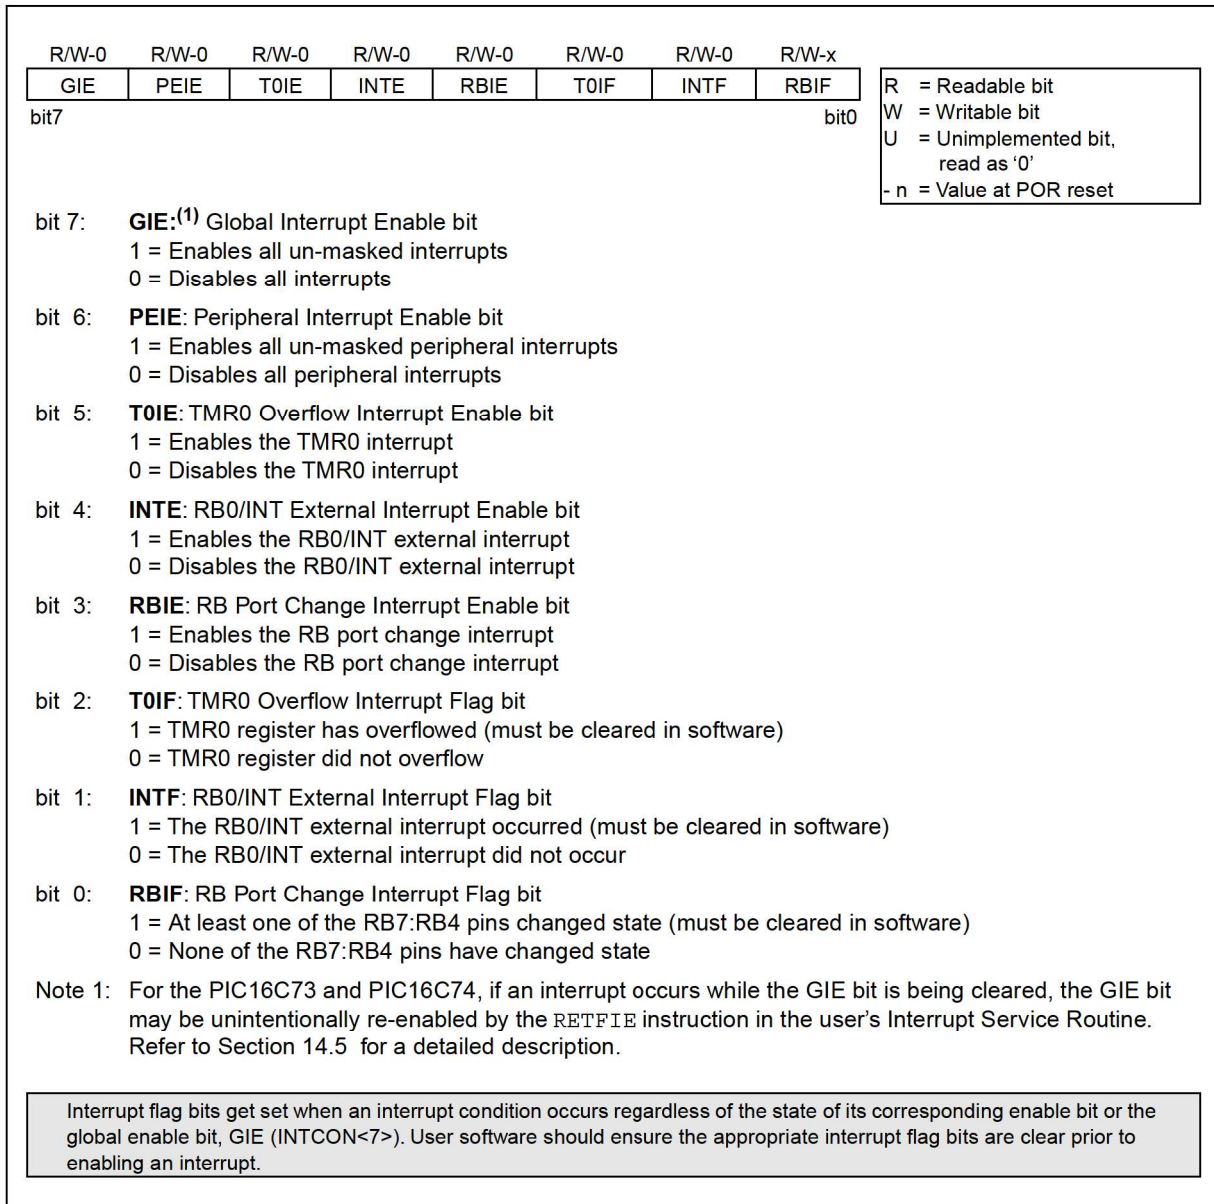 R/W-0 R/W-0 R/W-0 R/W-0 R/W-0 R/W-0 R/W-0 R/W-x
GIE PEIE T0IE INTE RBIE T0IF INTF RBIF
bit7 bit0
R = Readable bit
W = Writable bit
U = Unimplemented bit,
read as ‘0’
- n = Value at POR reset
bit 7: GIE:(1) Global Interrupt Enable bit
1 = Enables all un-masked interrupts
0 = Disables all interrupts
bit 6: PEIE: Peripheral Interrupt Enable bit
1 = Enables all un-masked peripheral interrupts
0 = Disables all peripheral interrupts
bit 5: T0IE: TMR0 Overflow Interrupt Enable bit
1 = Enables the TMR0 interrupt
0 = Disables the TMR0 interrupt
bit 4: INTE: RB0/INT External Interrupt Enable bit
1 = Enables the RB0/INT external interrupt
0 = Disables the RB0/INT external interrupt
bit 3: RBIE: RB Port Change Interrupt Enable bit
1 = Enables the RB port change interrupt
0 = Disables the RB port change interrupt
bit 2: T0IF: TMR0 Overflow Interrupt Flag bit
1 = TMR0 register has overflowed (must be cleared in software)
0 = TMR0 register did not overflow
bit 1: INTF: RB0/INT External Interrupt Flag bit
1 = The RB0/INT external interrupt occurred (must be cleared in software)
0 = The RB0/INT external interrupt did not occur
bit 0: RBIF: RB Port Change Interrupt Flag bit
1 = At least one of the RB7:RB4 pins changed state (must be cleared in software)
0 = None of the RB7:RB4 pins have changed state
Note 1: For the PIC16C73 and PIC16C74, if an interrupt occurs while the GIE bit is being cleared, the GIE bit
may be unintentionally re-enabled by the RETFIE instruction in the user’s Interrupt Service Routine.
Refer to Section 14.5 for a detailed description.
Interrupt flag bits get set when an interrupt condition occurs regardless of the state of its corresponding enable bit or the
global enable bit, GIE (INTCON<7>). User software should ensure the appropriate interrupt flag bits are clear prior to
enabling an interrupt.